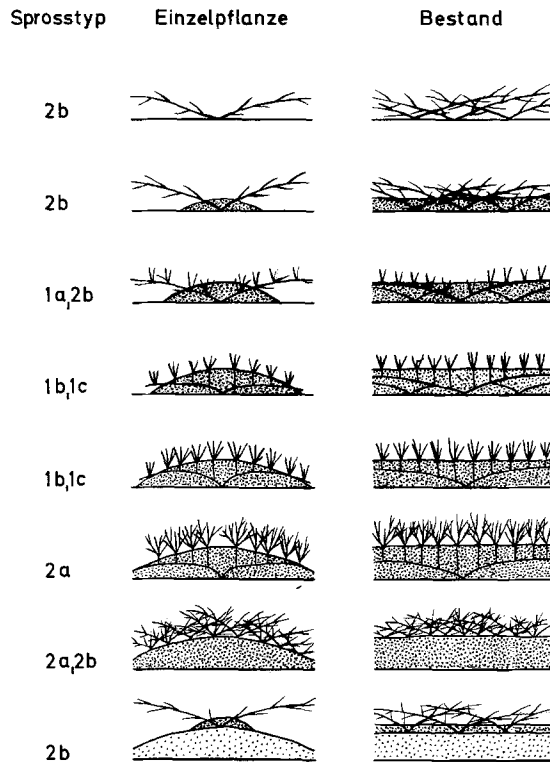 Sprosstyp Einzelpflanze Bestand
2b
2b
1a,2b
1b,1c
1b,1c
2a
2a,2b
2b